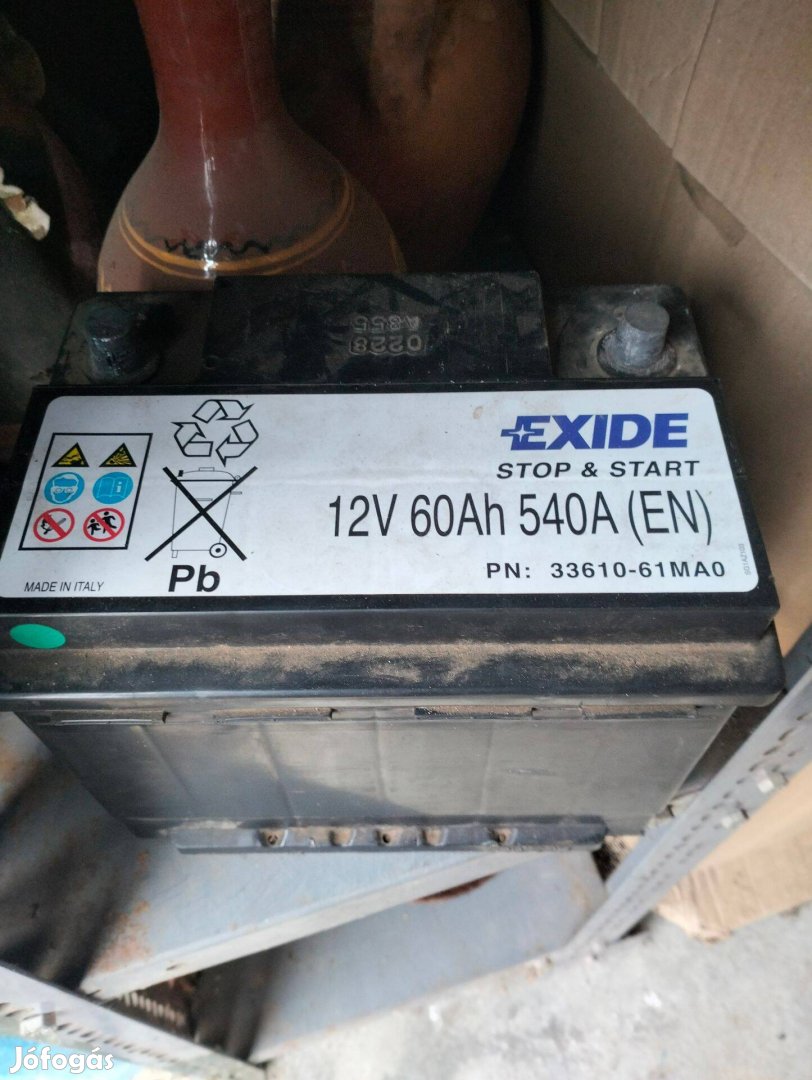 0228
A855
EXIDE
STOP & START
12V 60Ah 540A (EN)
PN: 33610-61MA0
Pb
MADE IN ITALY
Jófogás